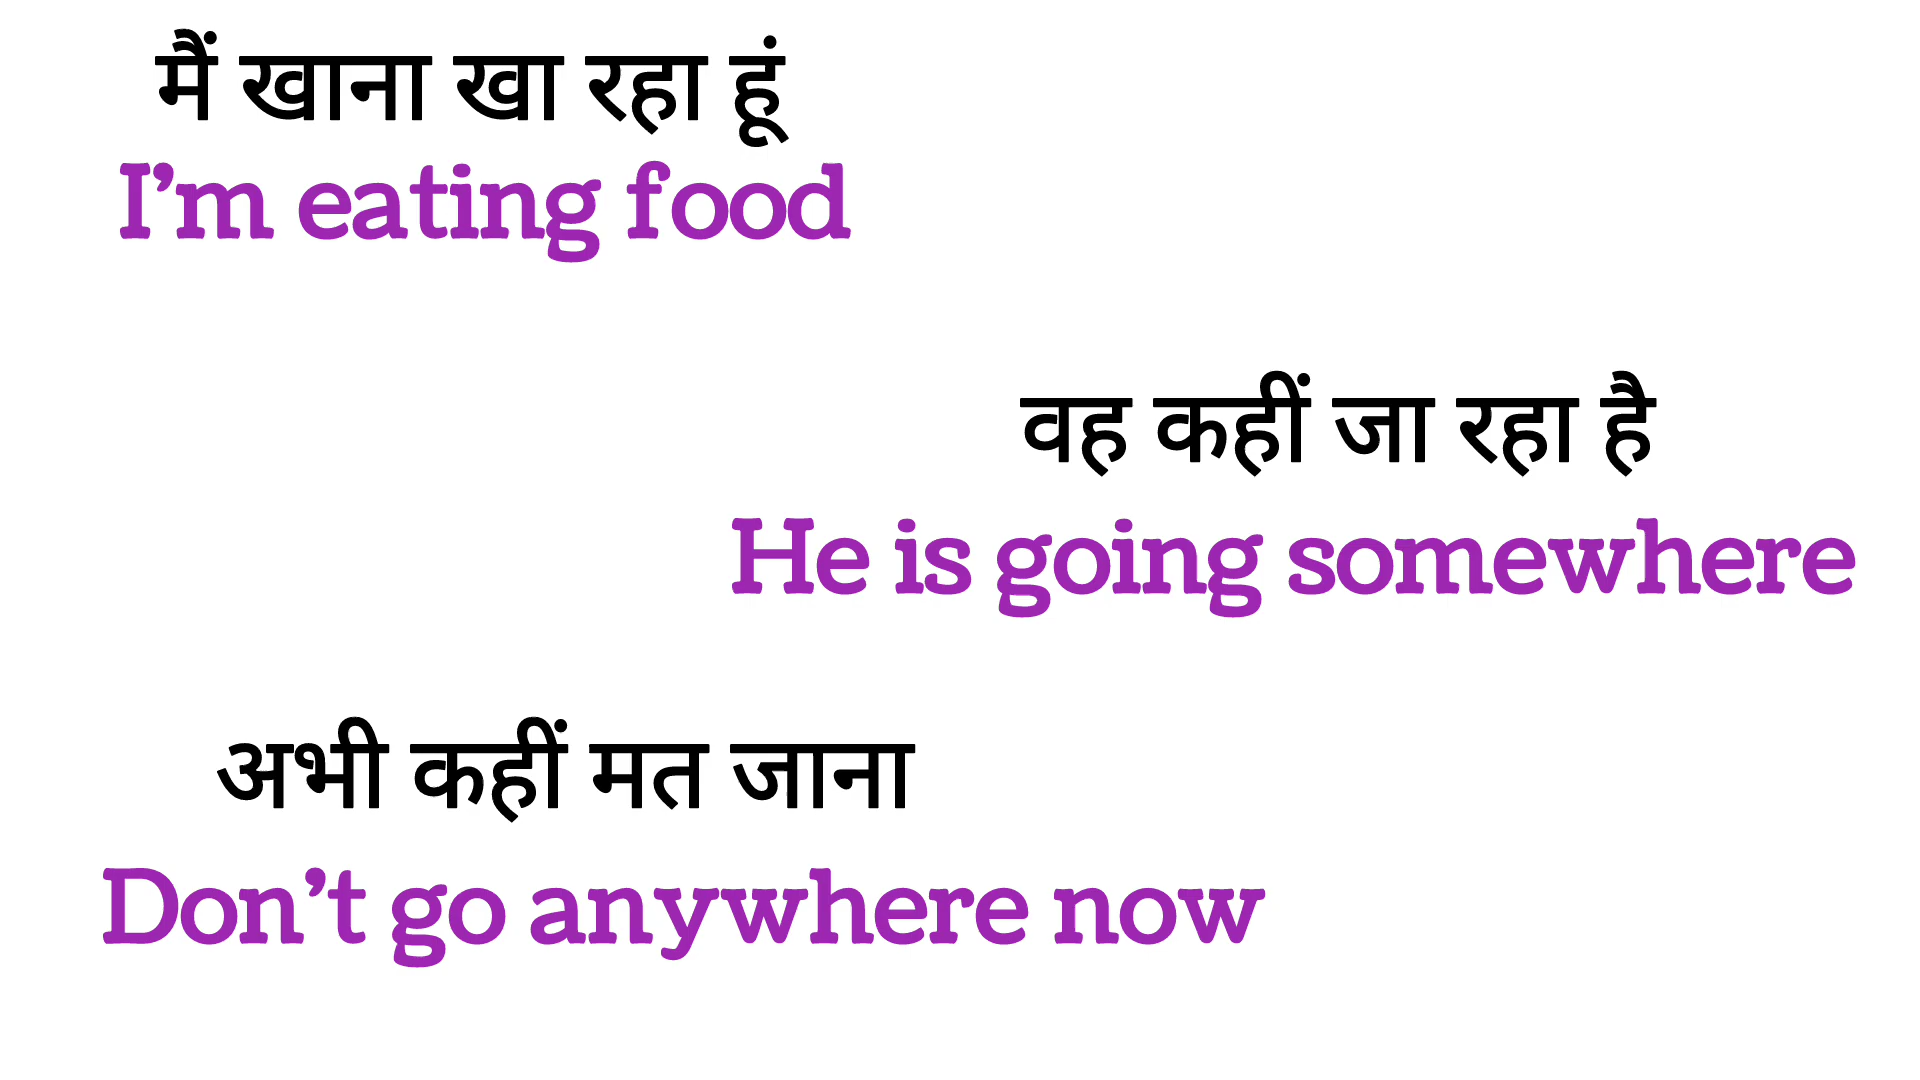 मैं खाना खा रहा हूं
I’m eating food
वह कहीं जा रहा है
He is going somewhere
अभी कहीं मत जाना
Don’t go anywhere now